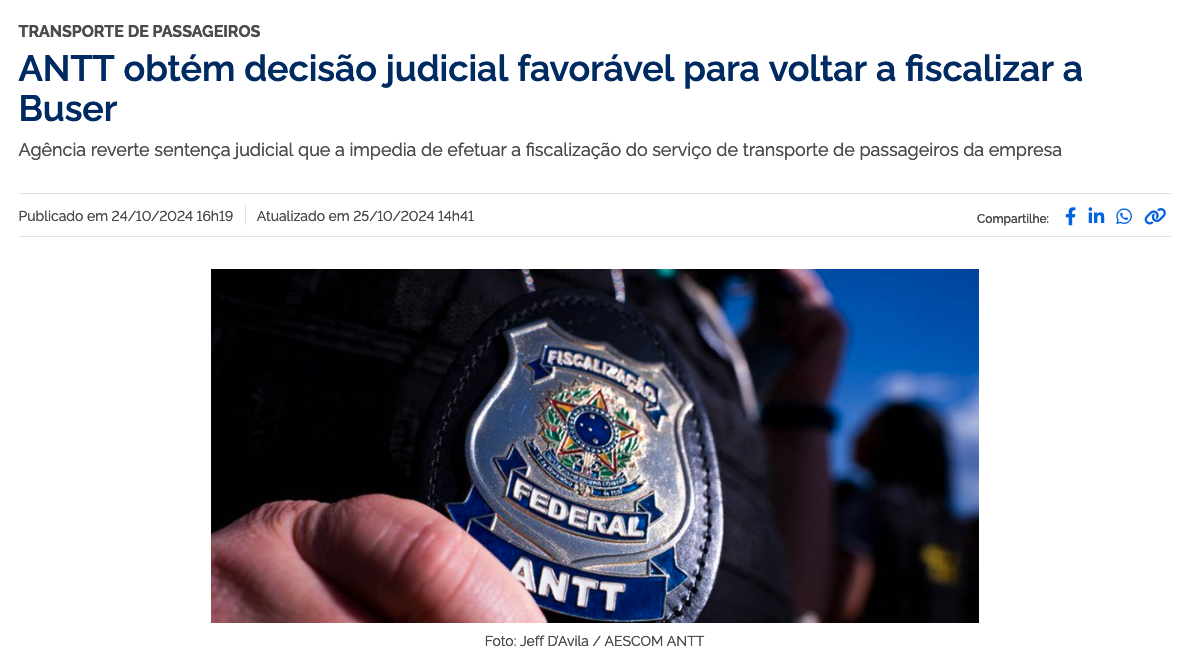 TRANSPORTE DE PASSAGEIROS
ANTT obtém decisão judicial favorável para voltar a fiscalizar a
Buser
Agência reverte sentença judicial que a impedia de efetuar a fiscalização do serviço de transporte de passageiros da empresa
Publicado em 24/10/2024 16h19 Atualizado em 25/10/2024 14h41
Compartilhe:
FISCALIZAÇÃO
FEDERAL
ANTT
Foto: Jeff D’Avila / AESCOM ANTT